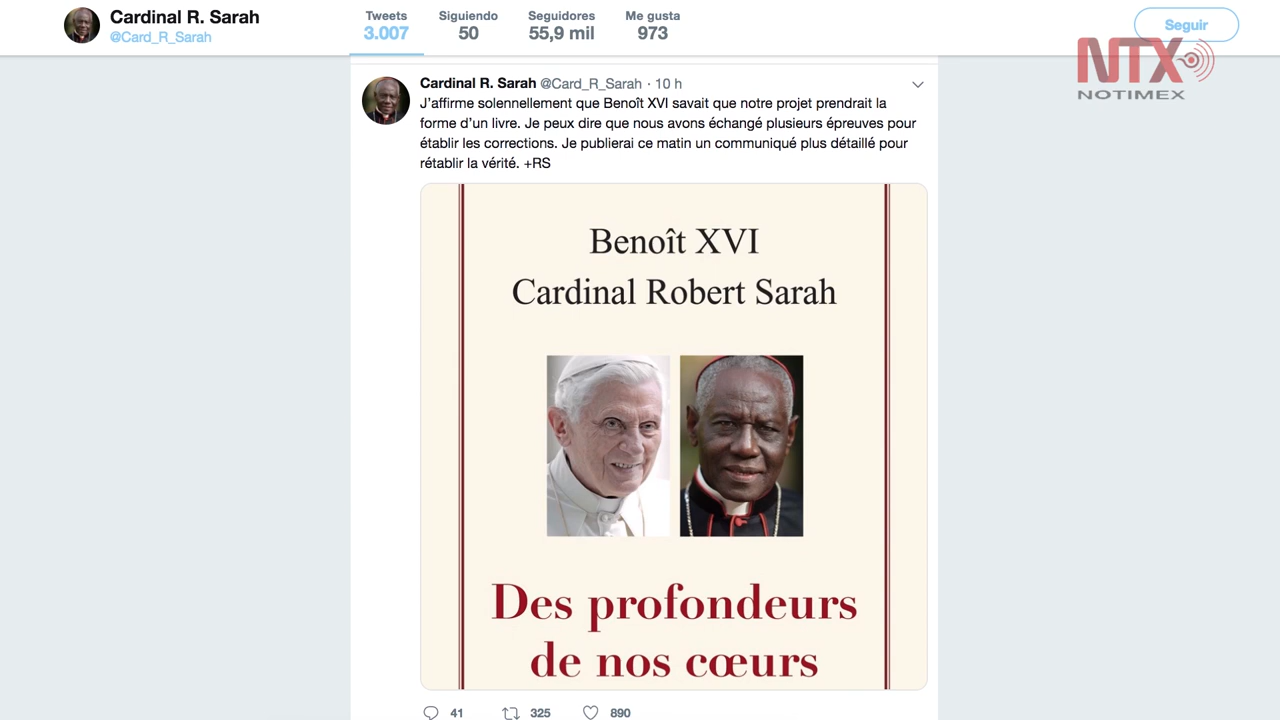 Cardinal R. Sarah
@Card_R_Sarah
Tweets
3.007
Siguiendo
50
Seguidores
55,9 mil
Me gusta
973
Seguir
NTX
NOTIMEX
Cardinal R. Sarah @Card_R_Sarah · 10 h
J’affirme solennellement que Benoît XVI savait que notre projet prendrait la
forme d’un livre. Je peux dire que nous avons échangé plusieurs épreuves pour
établir les corrections. Je publierai ce matin un communiqué plus détaillé pour
rétablir la vérité. +RS
Benoît XVI
Cardinal Robert Sarah
Des profondeurs
de nos cœurs
41 325 890